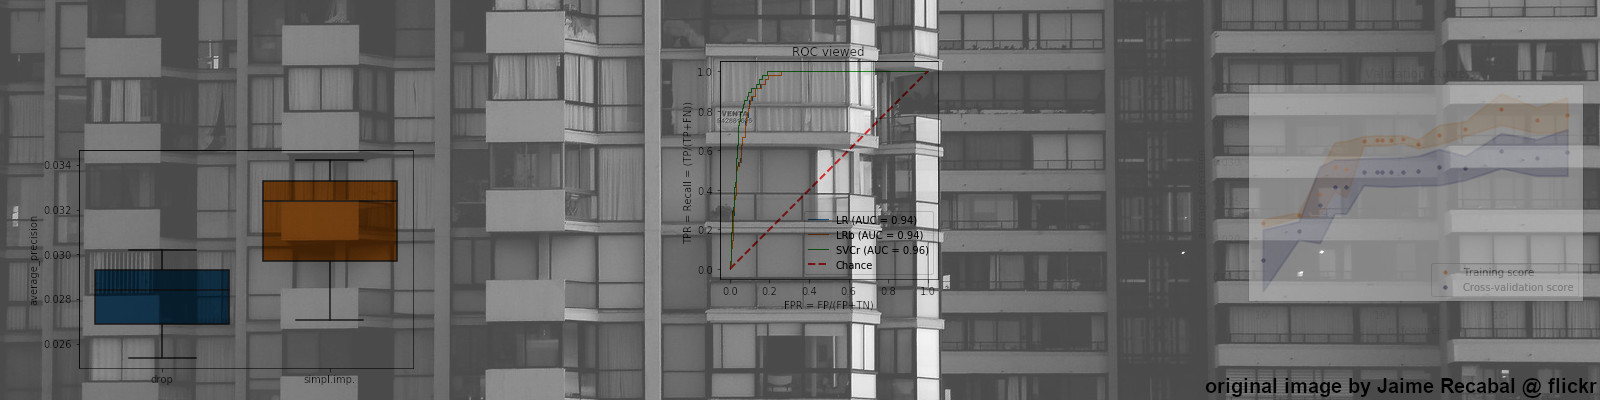 0.034
0.032
0.030
0.028
0.026
average_precision
drop
simpl.imp.
ROC viewed
1.0
0.8
0.6
0.4
0.2
0.0
TPR = Recall = (TP/(TP+FN))
VENTA
LR (AUC = 0.94)
LRb (AUC = 0.94)
SVCr (AUC = 0.96)
Chance
0.0 0.2 0.4 0.6 0.8 1.0
FPR = FP/(FP+TN)
Training score
Cross-validation score
original image by Jaime Recabal @ flickr